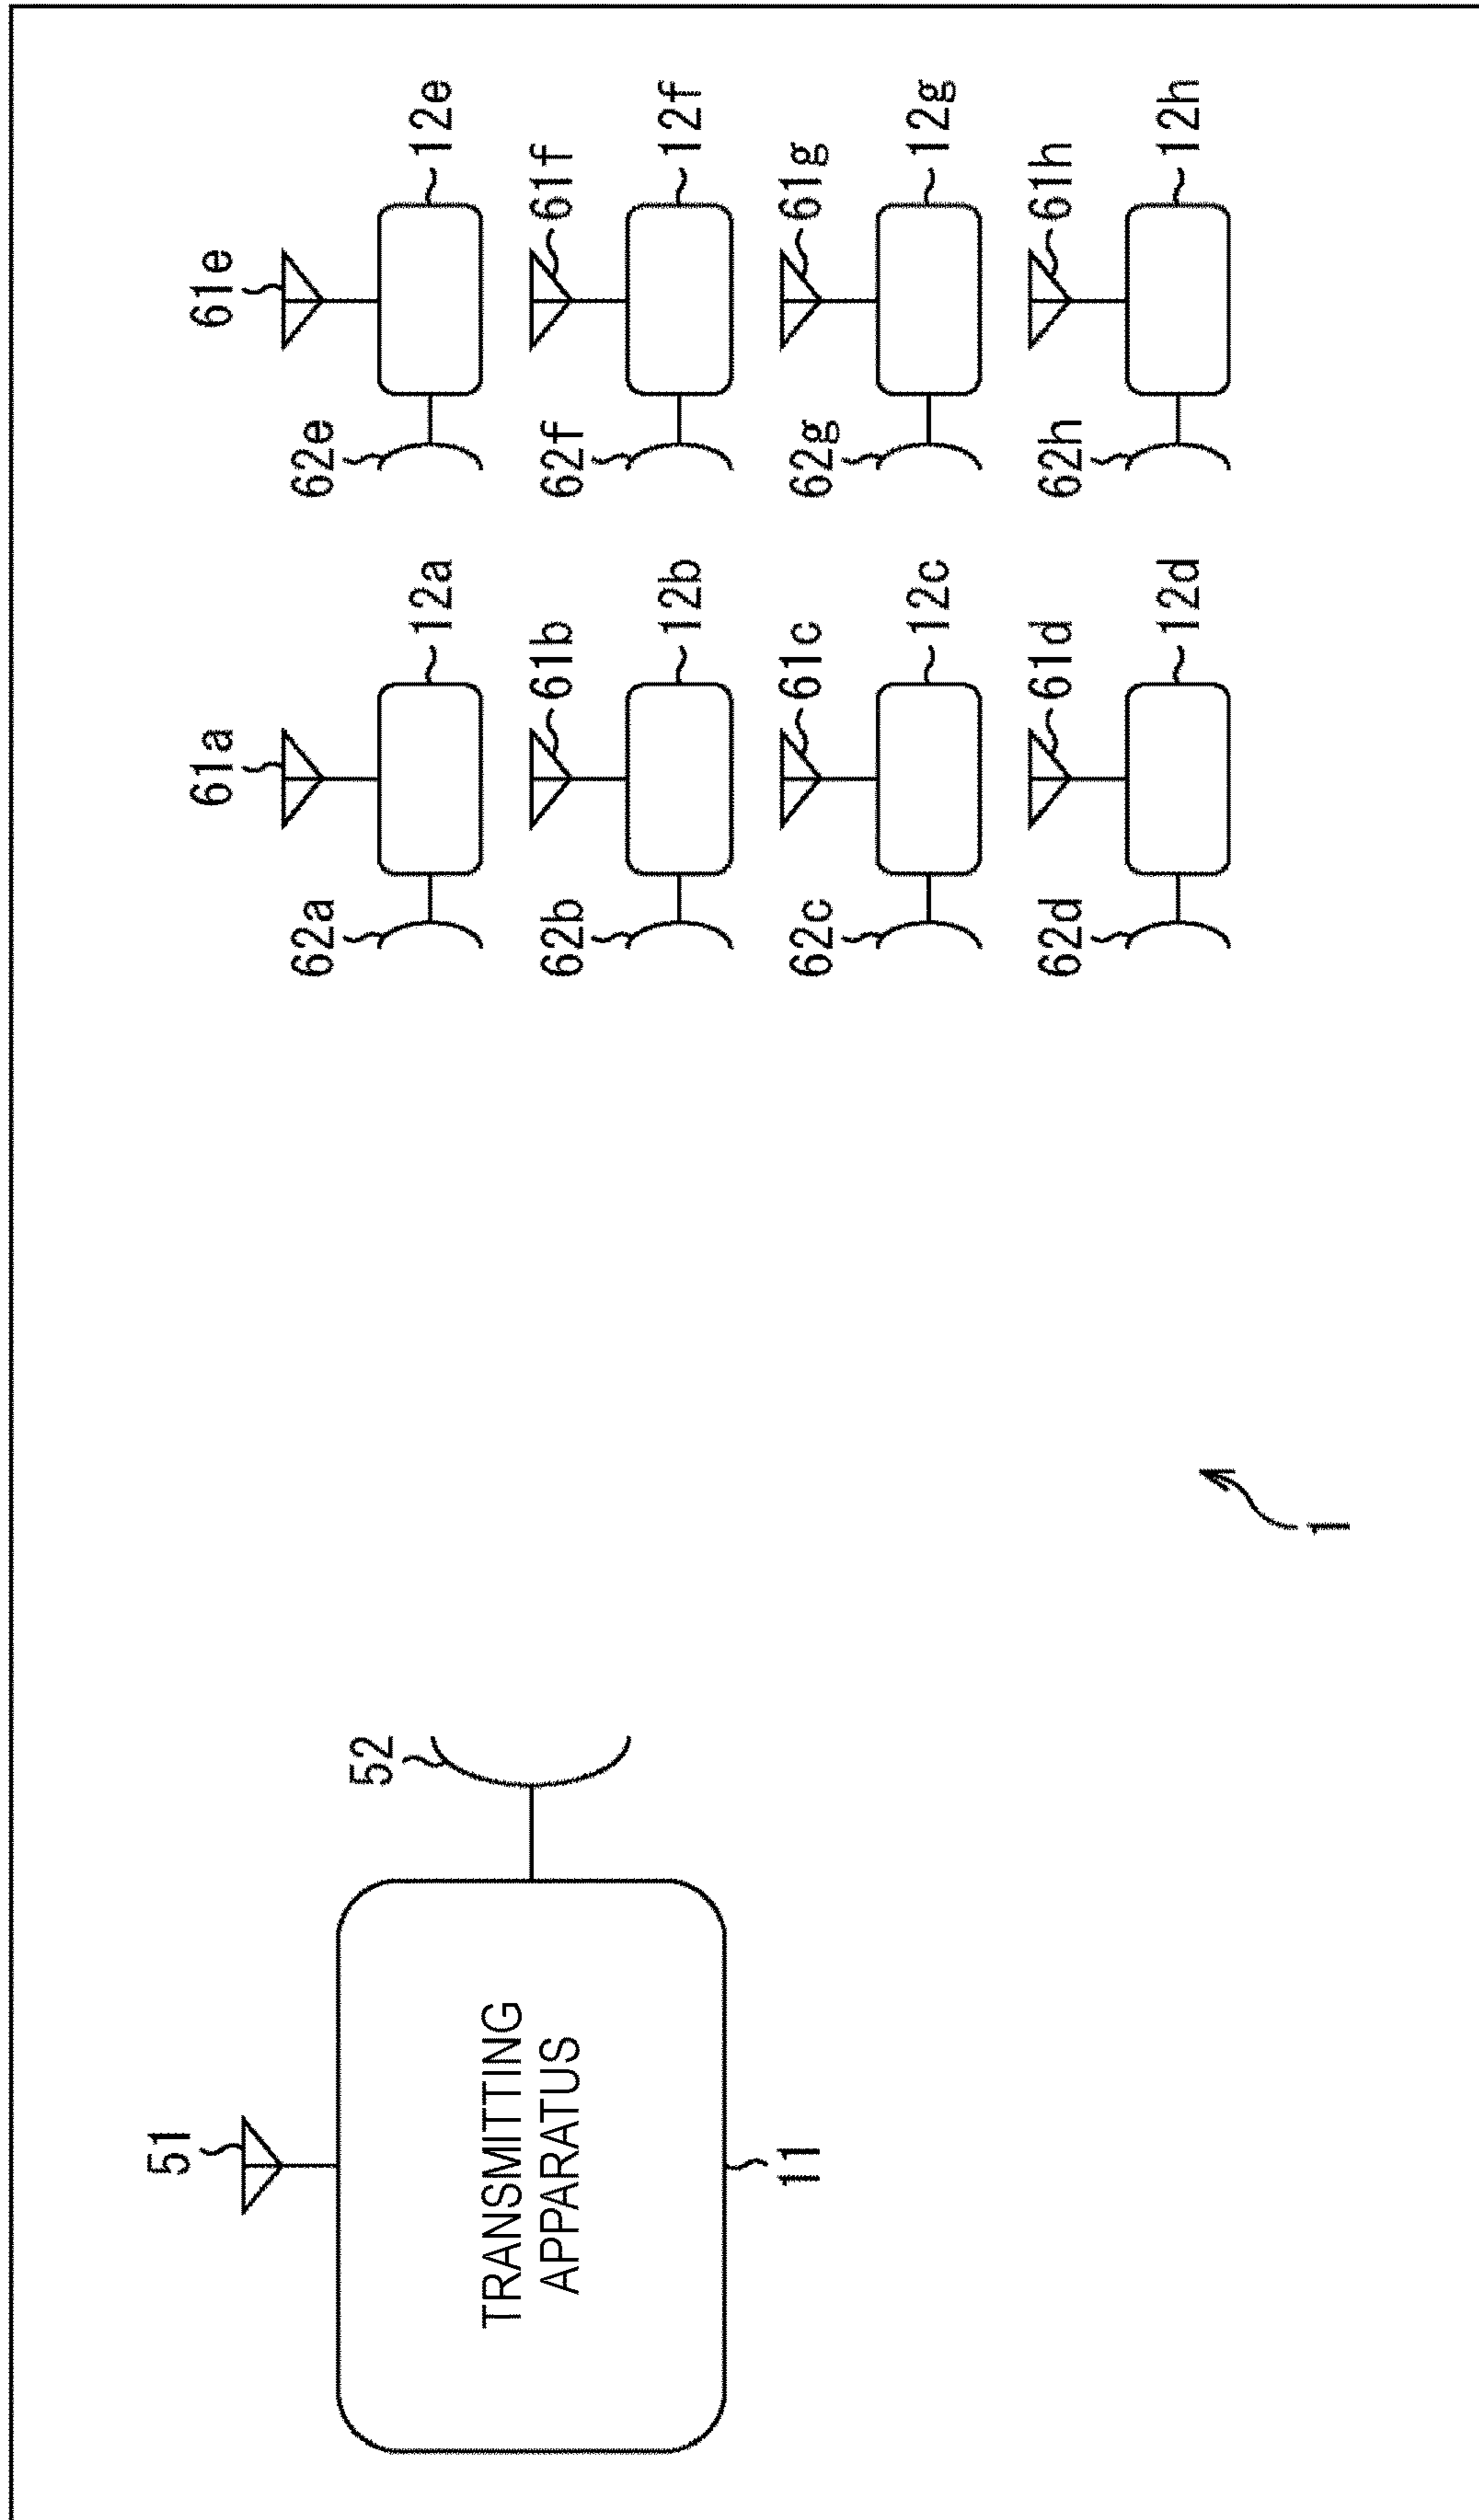 51
52
TRANSMITTING
APPARATUS
11
1
61a
62a
12a
61b
62b
12b
61c
62c
12c
61d
62d
12d
61e
62e
12e
61f
62f
12f
61g
62g
12g
61h
62h
12h